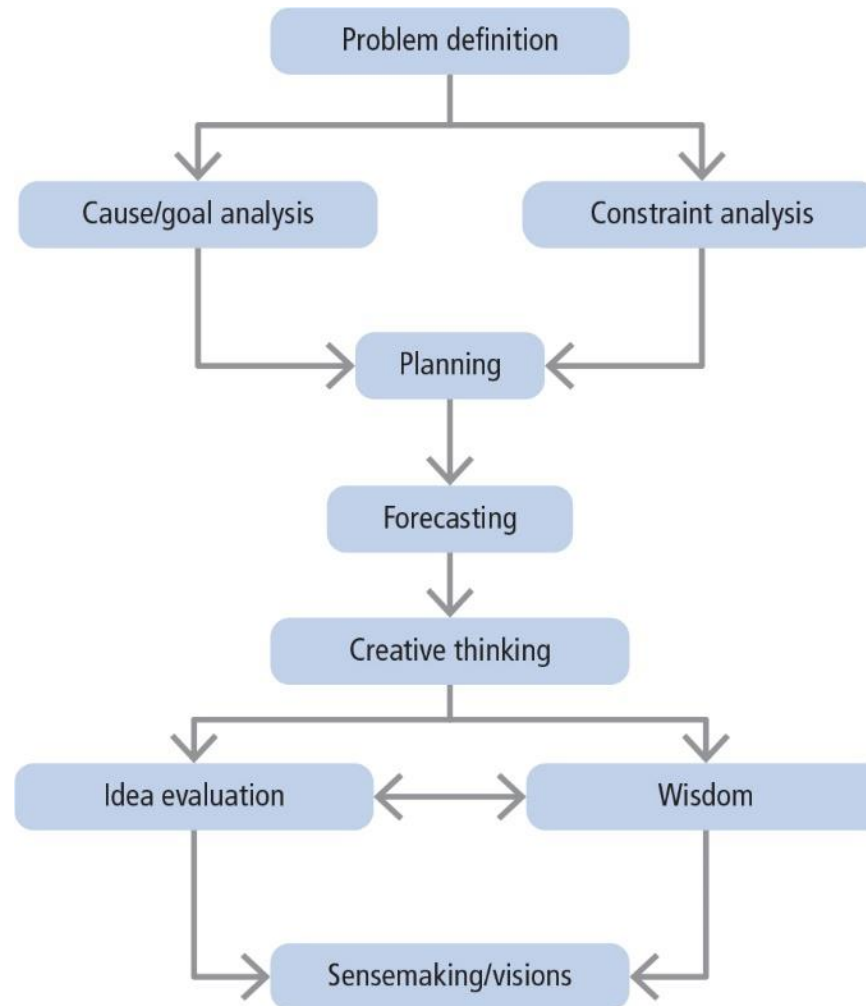 Problem definition
Cause/goal analysis
Constraint analysis
Planning
Forecasting
Creative thinking
Idea evaluation
Wisdom
Sensemaking/visions